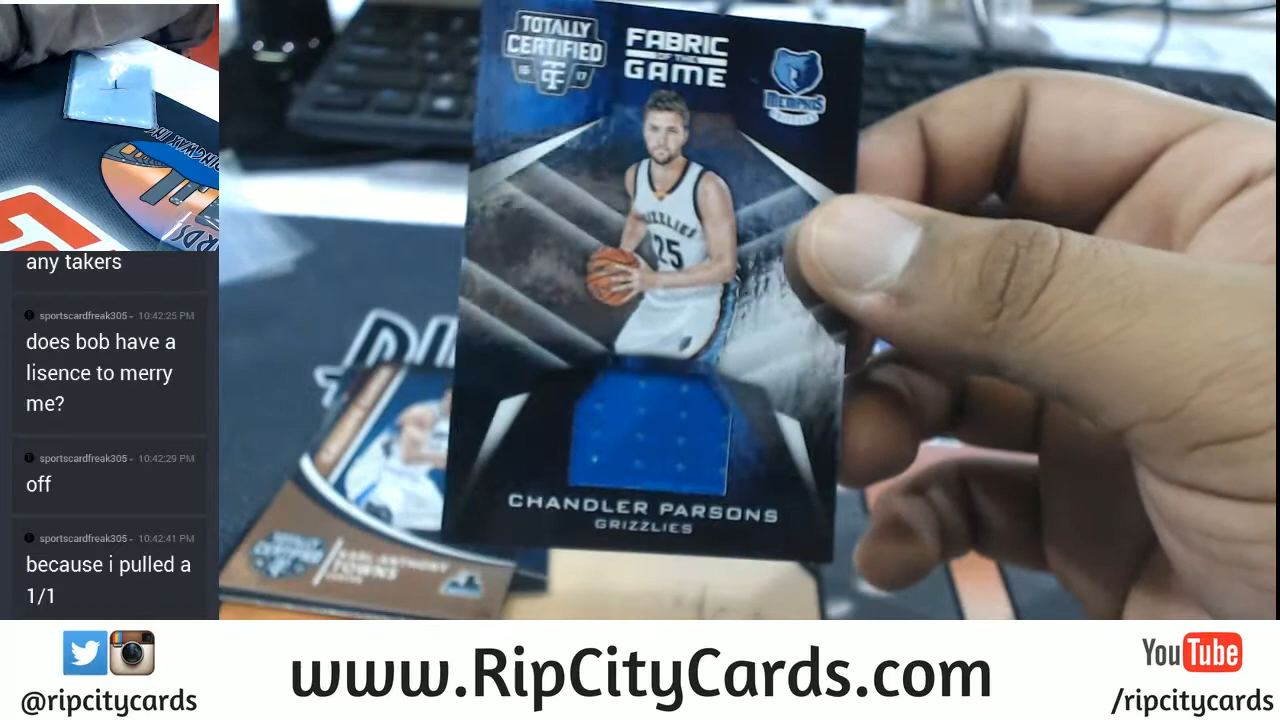 any takers
sportscardfreak305 - 10:42:25 PM
does bob have a
lisence to merry
me?
sportscardfreak305 - 10:42:29 PM
off
sportscardfreak305 - 10:42:41 PM
because i pulled a
1/1
TOTALLY
CERTIFIED
16 TC 17
FABRIC
OF THE
GAME
MEMPHIS
GRIZZLIES
GRIZZLIES
25
CHANDLER PARSONS
GRIZZLIES
TOTALLY
CERTIFIED
KARL-ANTHONY
TOWNS
CENTER
@ripcitycards
www.RipCityCards.com
YouTube
/ripcitycards